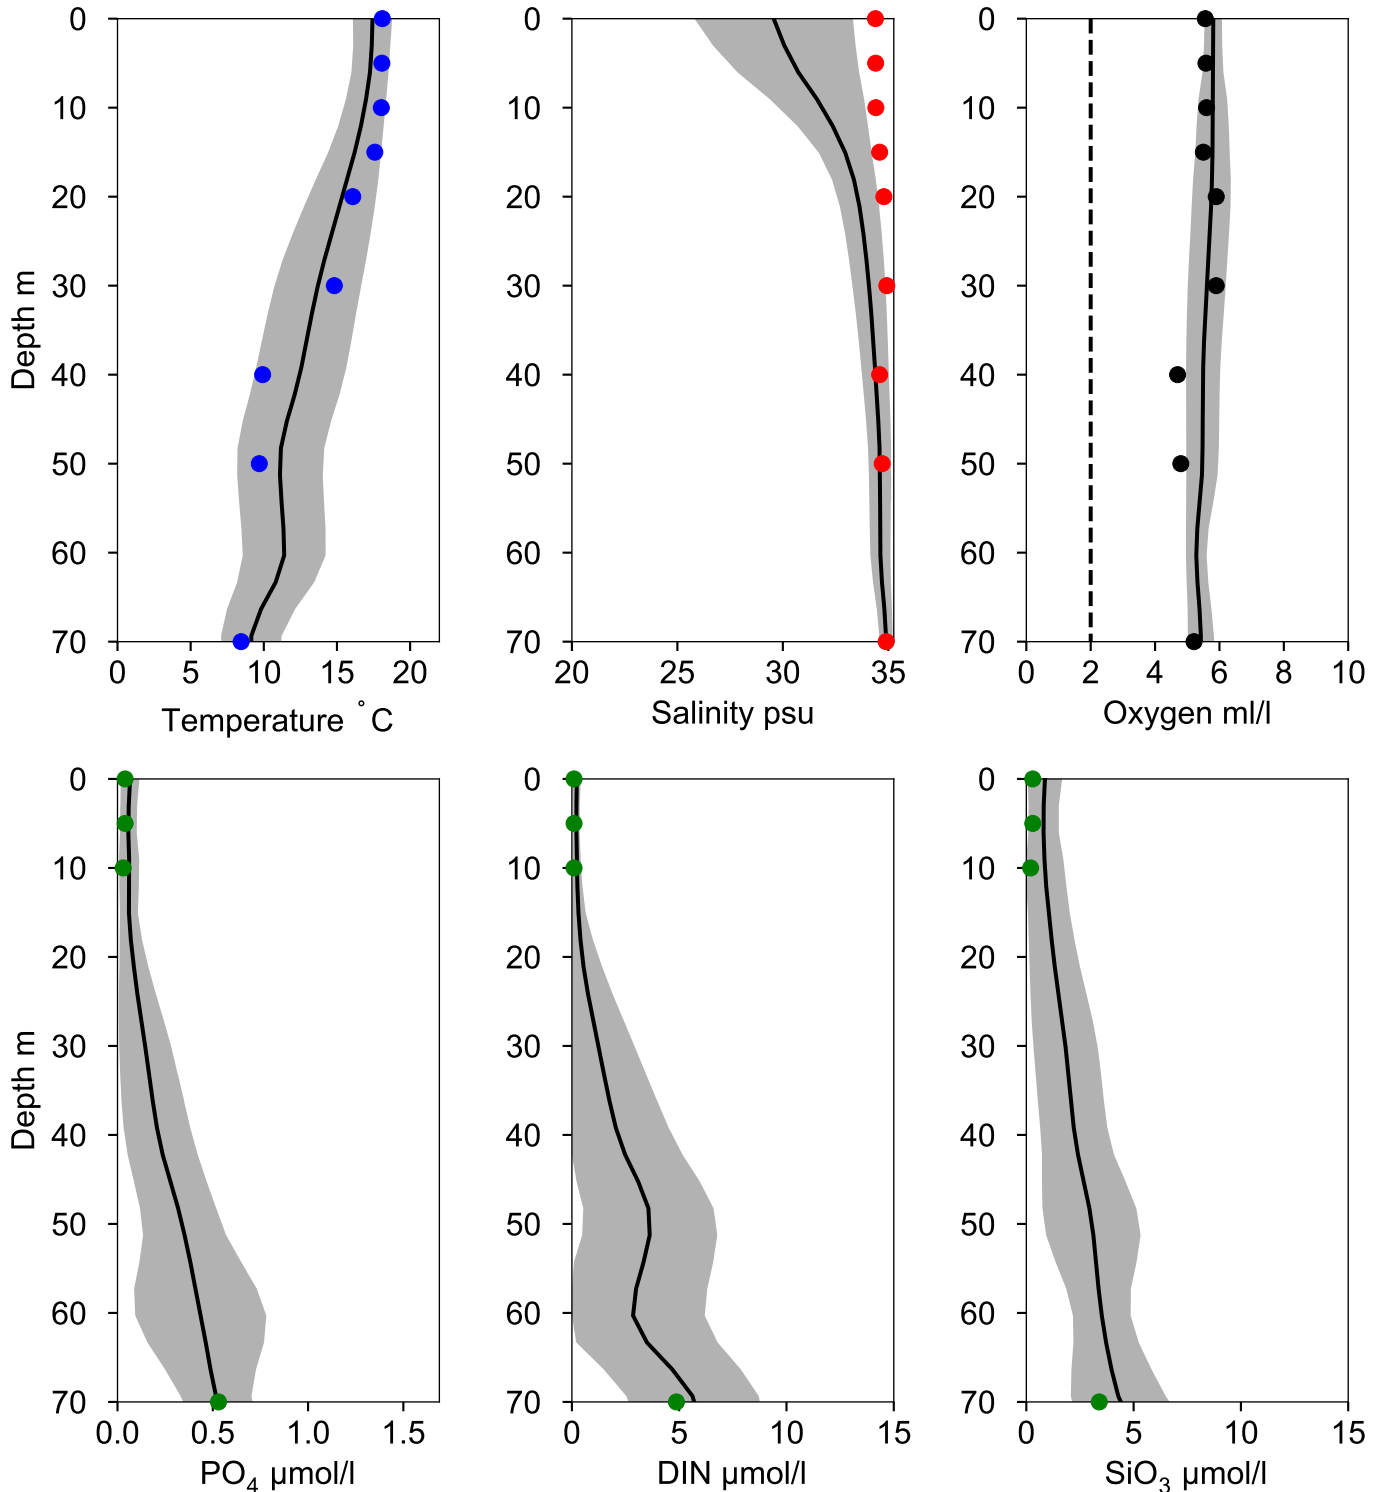 0 10 20 30 40 50 60 70
Depth m
0 5 10 15 20
Temperature °C
0 10 20 30 40 50 60 70
20 25 30 35
Salinity psu
0 10 20 30 40 50 60 70
0 2 4 6 8 10
Oxygen ml/l
0 10 20 30 40 50 60 70
Depth m
0.0 0.5 1.0 1.5
PO₄ µmol/l
0 10 20 30 40 50 60 70
0 5 10 15
DIN µmol/l
0 10 20 30 40 50 60 70
0 5 10 15
SiO₃ µmol/l